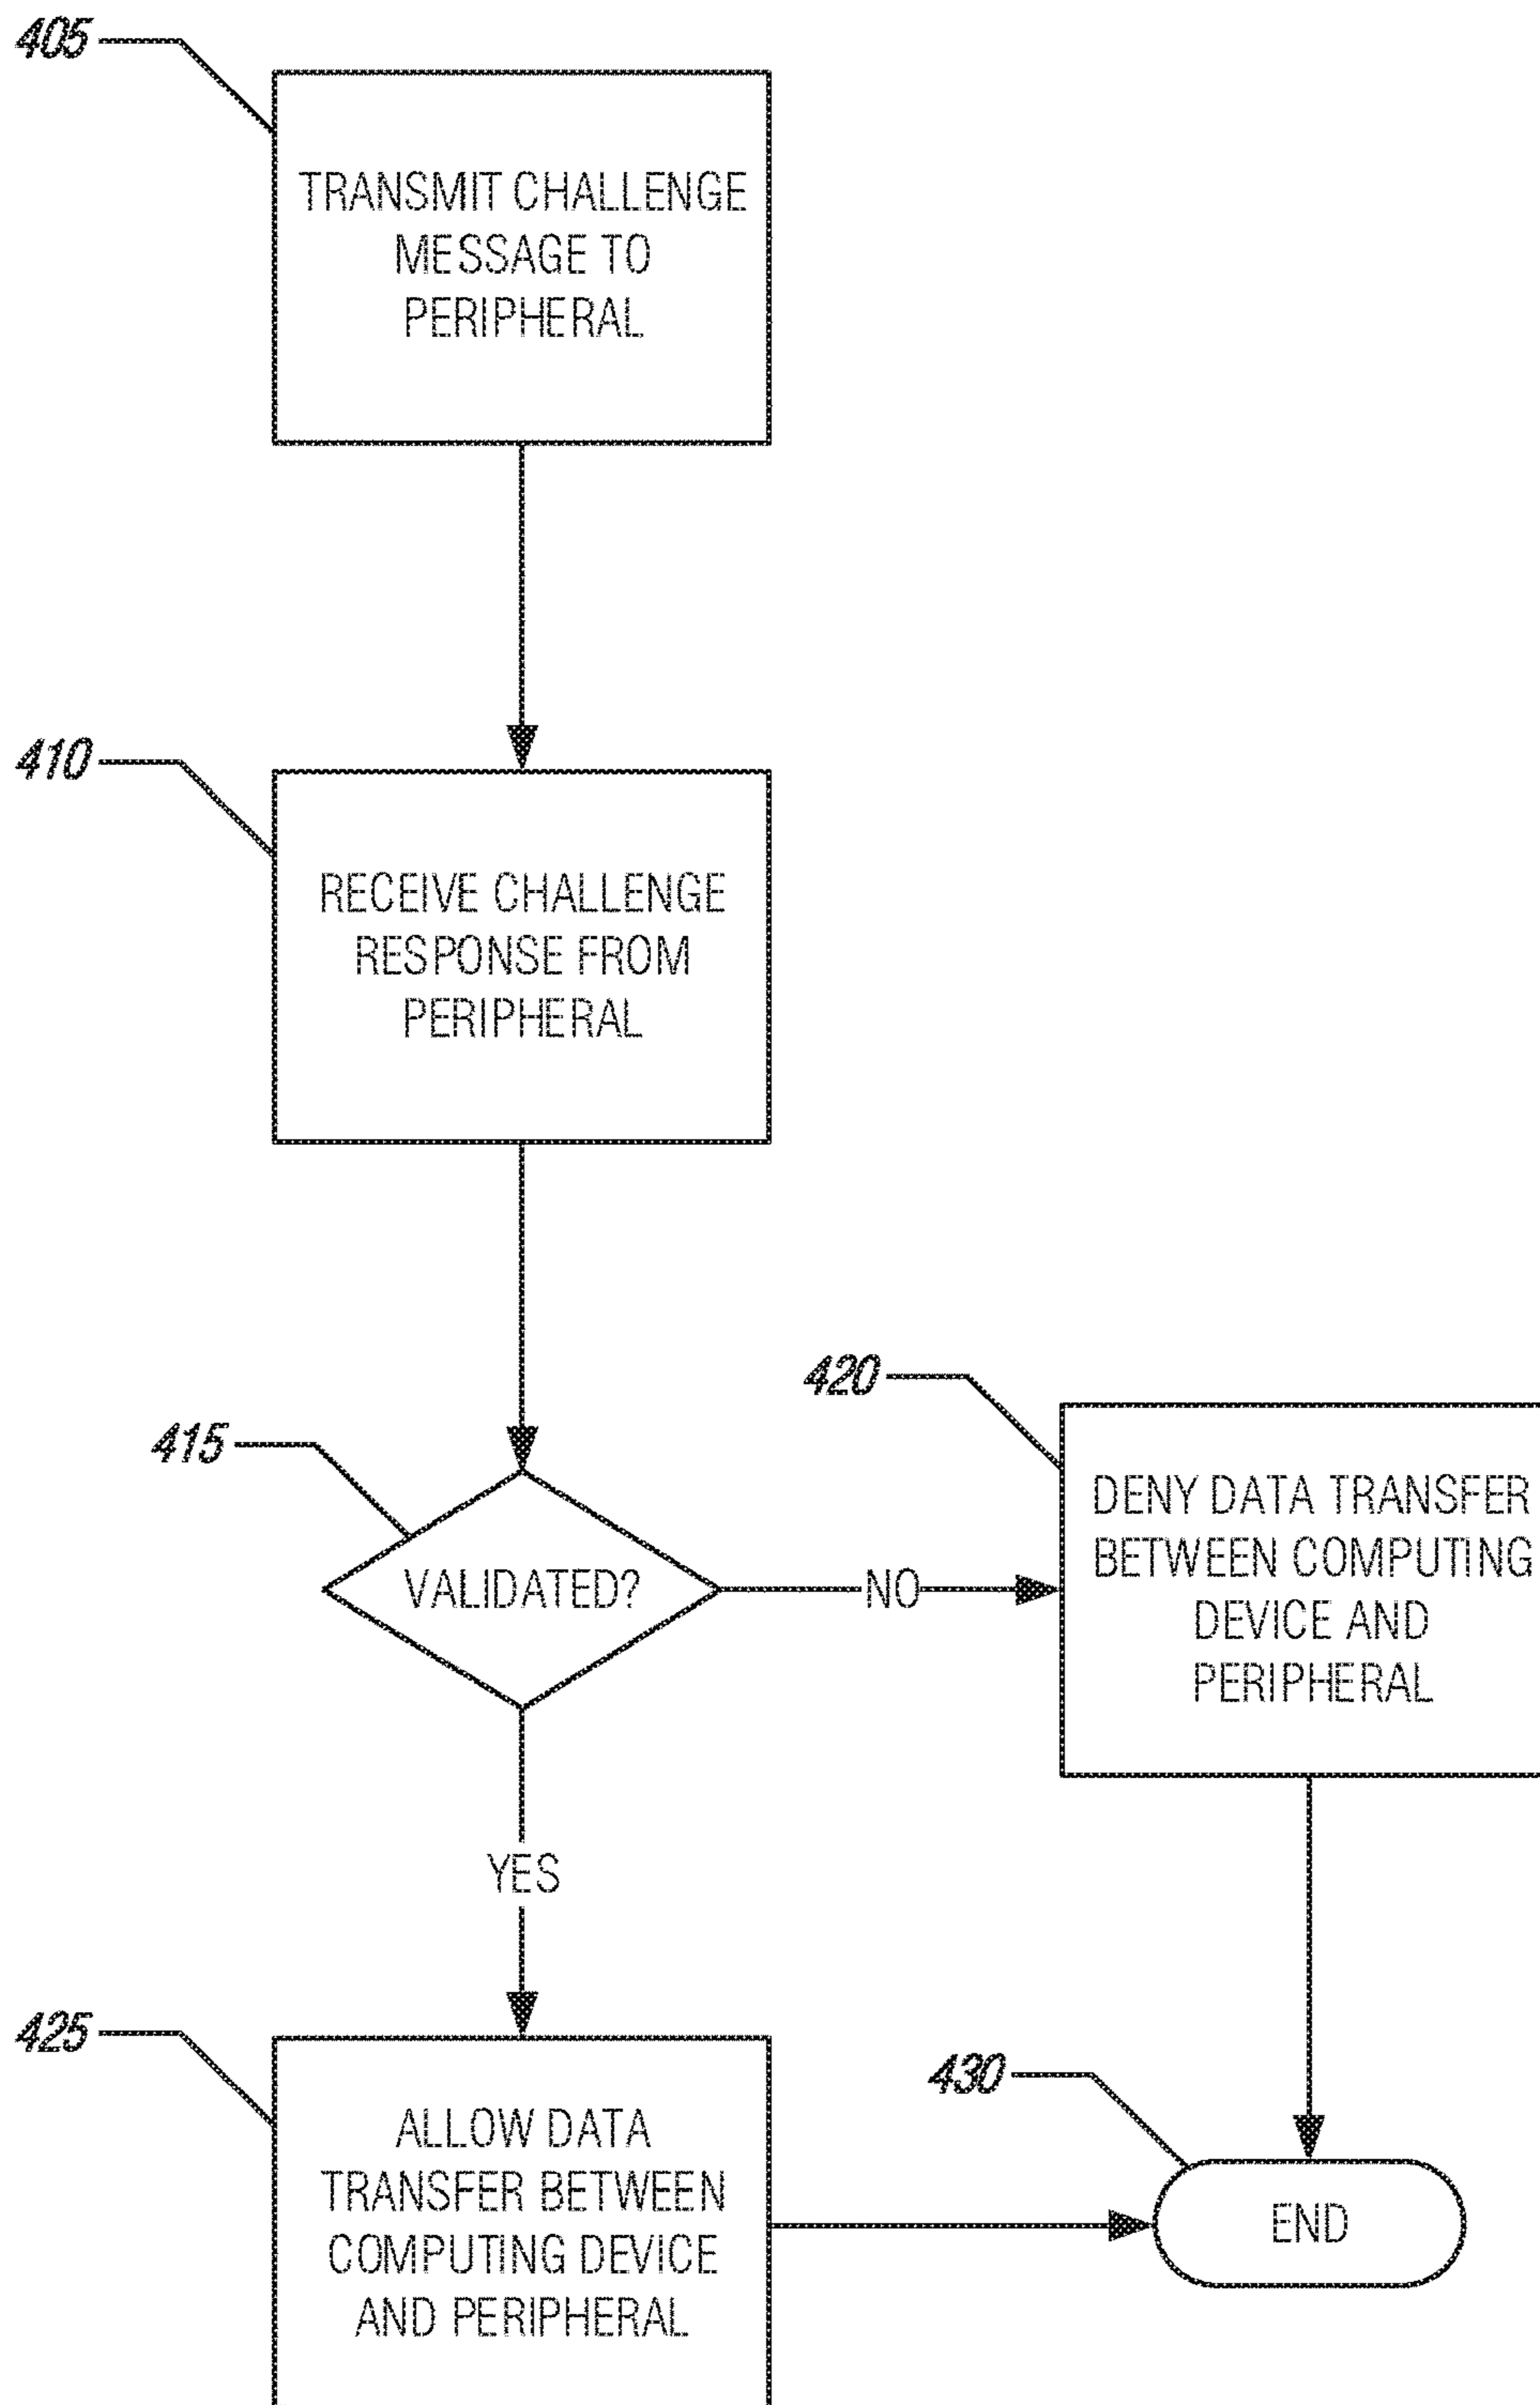 405
TRANSMIT CHALLENGE
MESSAGE TO
PERIPHERAL
410
RECEIVE CHALLENGE
RESPONSE FROM
PERIPHERAL
415
VALIDATED?
NO
420
DENY DATA TRANSFER
BETWEEN COMPUTING
DEVICE AND
PERIPHERAL
YES
425
ALLOW DATA
TRANSFER BETWEEN
COMPUTING DEVICE
AND PERIPHERAL
430
END